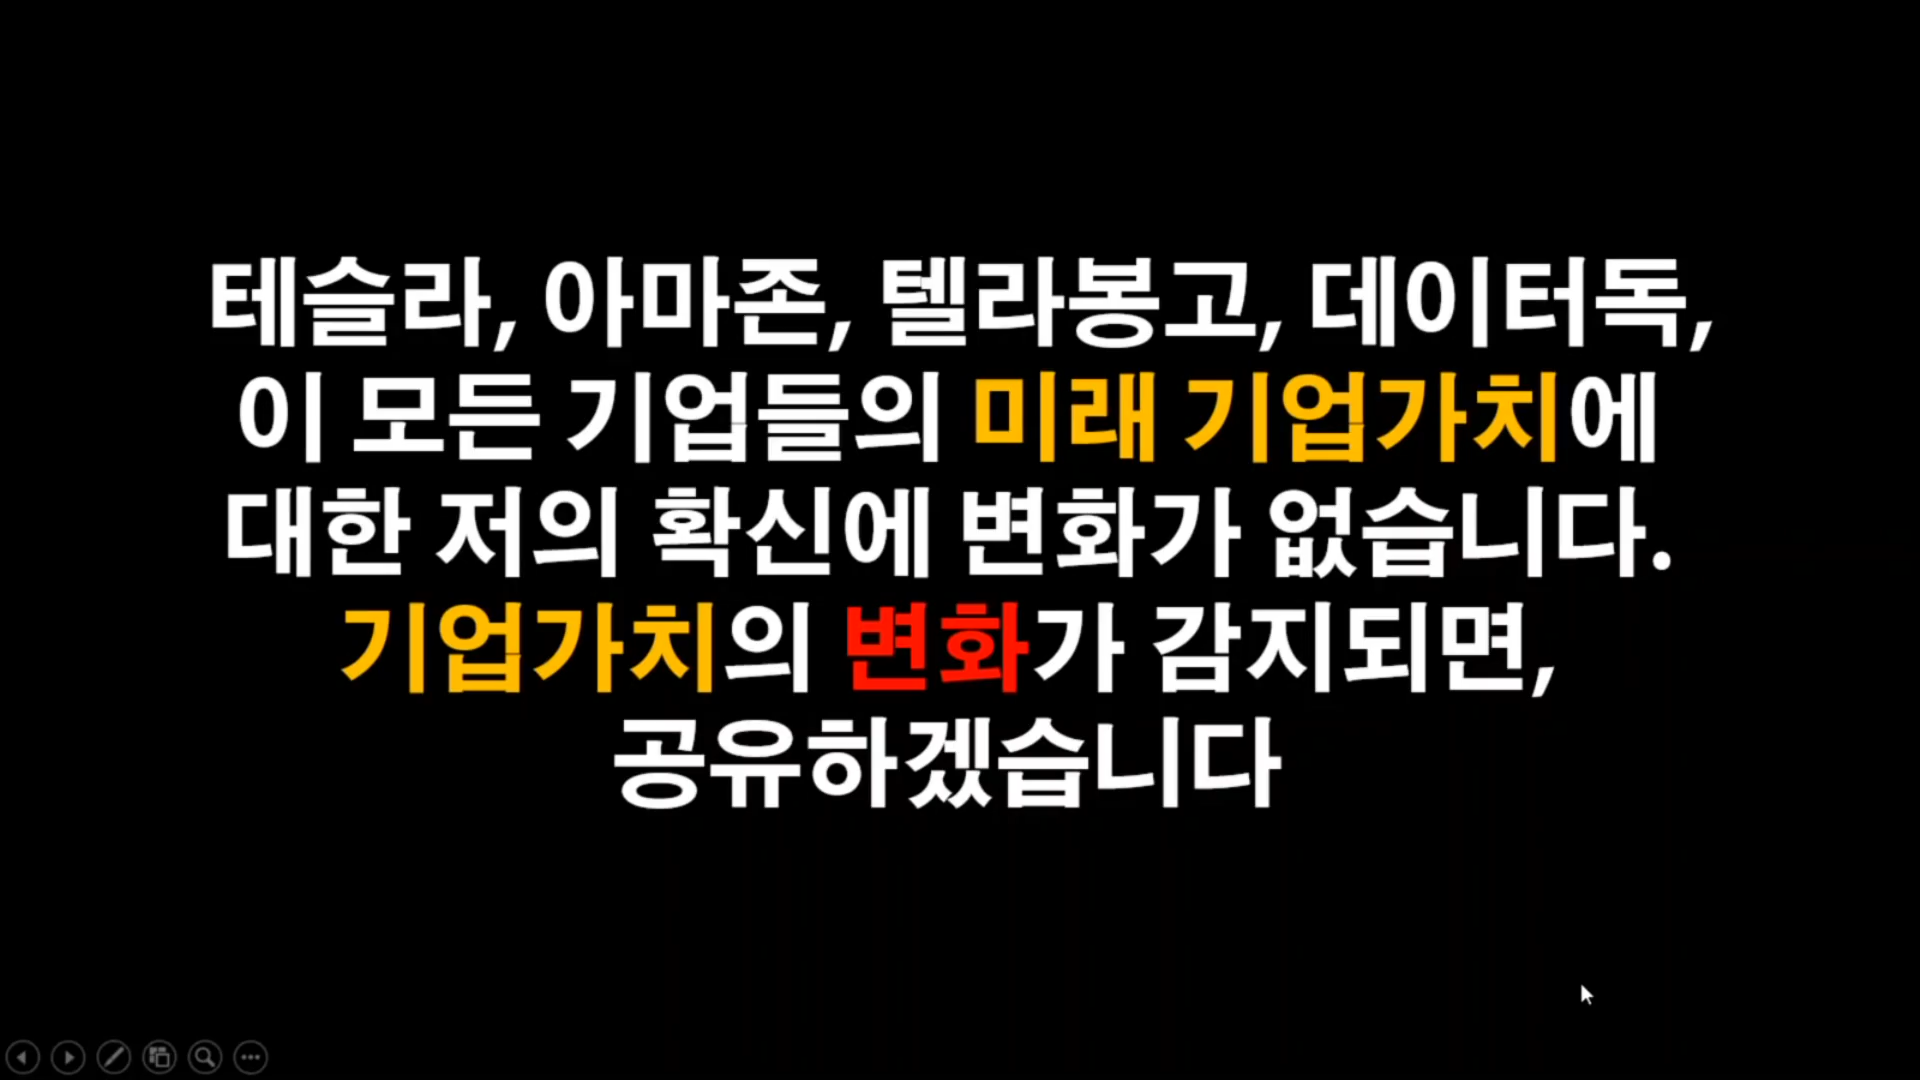 테슬라, 아마존, 텔라봉고, 데이터독,
이 모든 기업들의 미래 기업가치에
대한 저의 확신에 변화가 없습니다.
기업가치의 변화가 감지되면,
공유하겠습니다